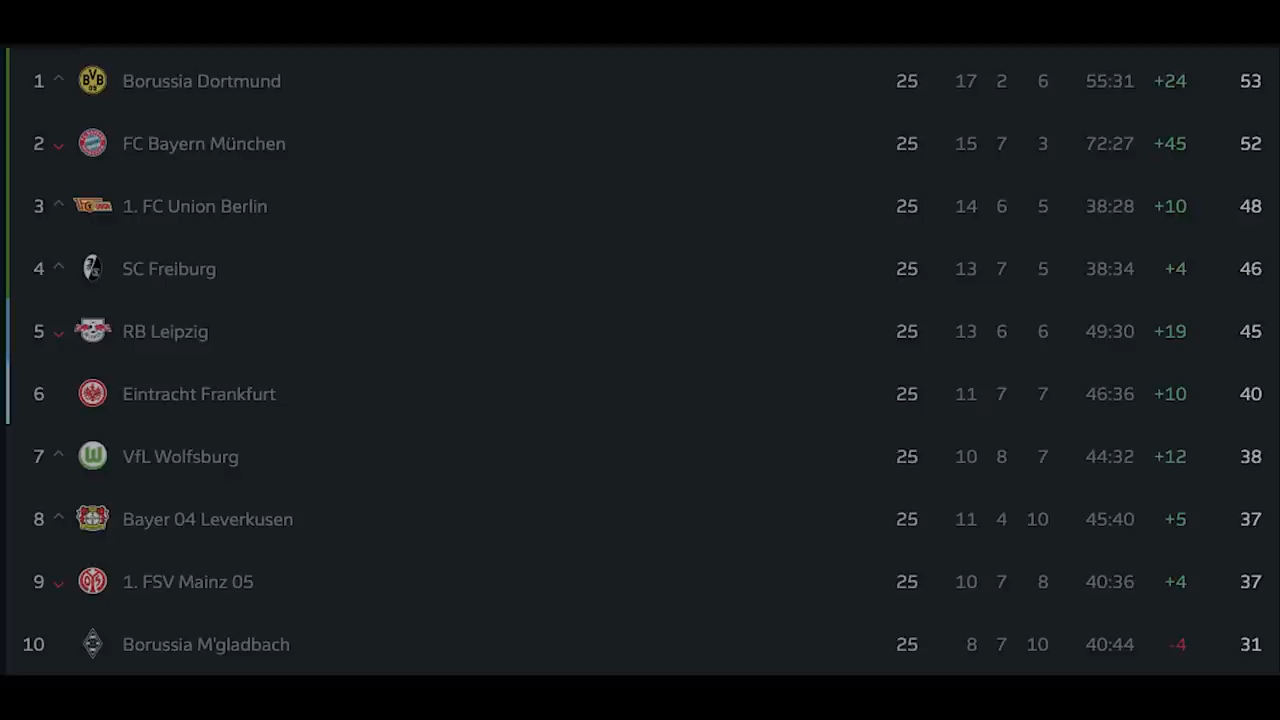 1 Borussia Dortmund 25 17 2 6 55:31 +24 53
2 FC Bayern München 25 15 7 3 72:27 +45 52
3 1. FC Union Berlin 25 14 6 5 38:28 +10 48
4 SC Freiburg 25 13 7 5 38:34 +4 46
5 RB Leipzig 25 13 6 6 49:30 +19 45
6 Eintracht Frankfurt 25 11 7 7 46:36 +10 40
7 VfL Wolfsburg 25 10 8 7 44:32 +12 38
8 Bayer 04 Leverkusen 25 11 4 10 45:40 +5 37
9 1. FSV Mainz 05 25 10 7 8 40:36 +4 37
10 Borussia M'gladbach 25 8 7 10 40:44 -4 31